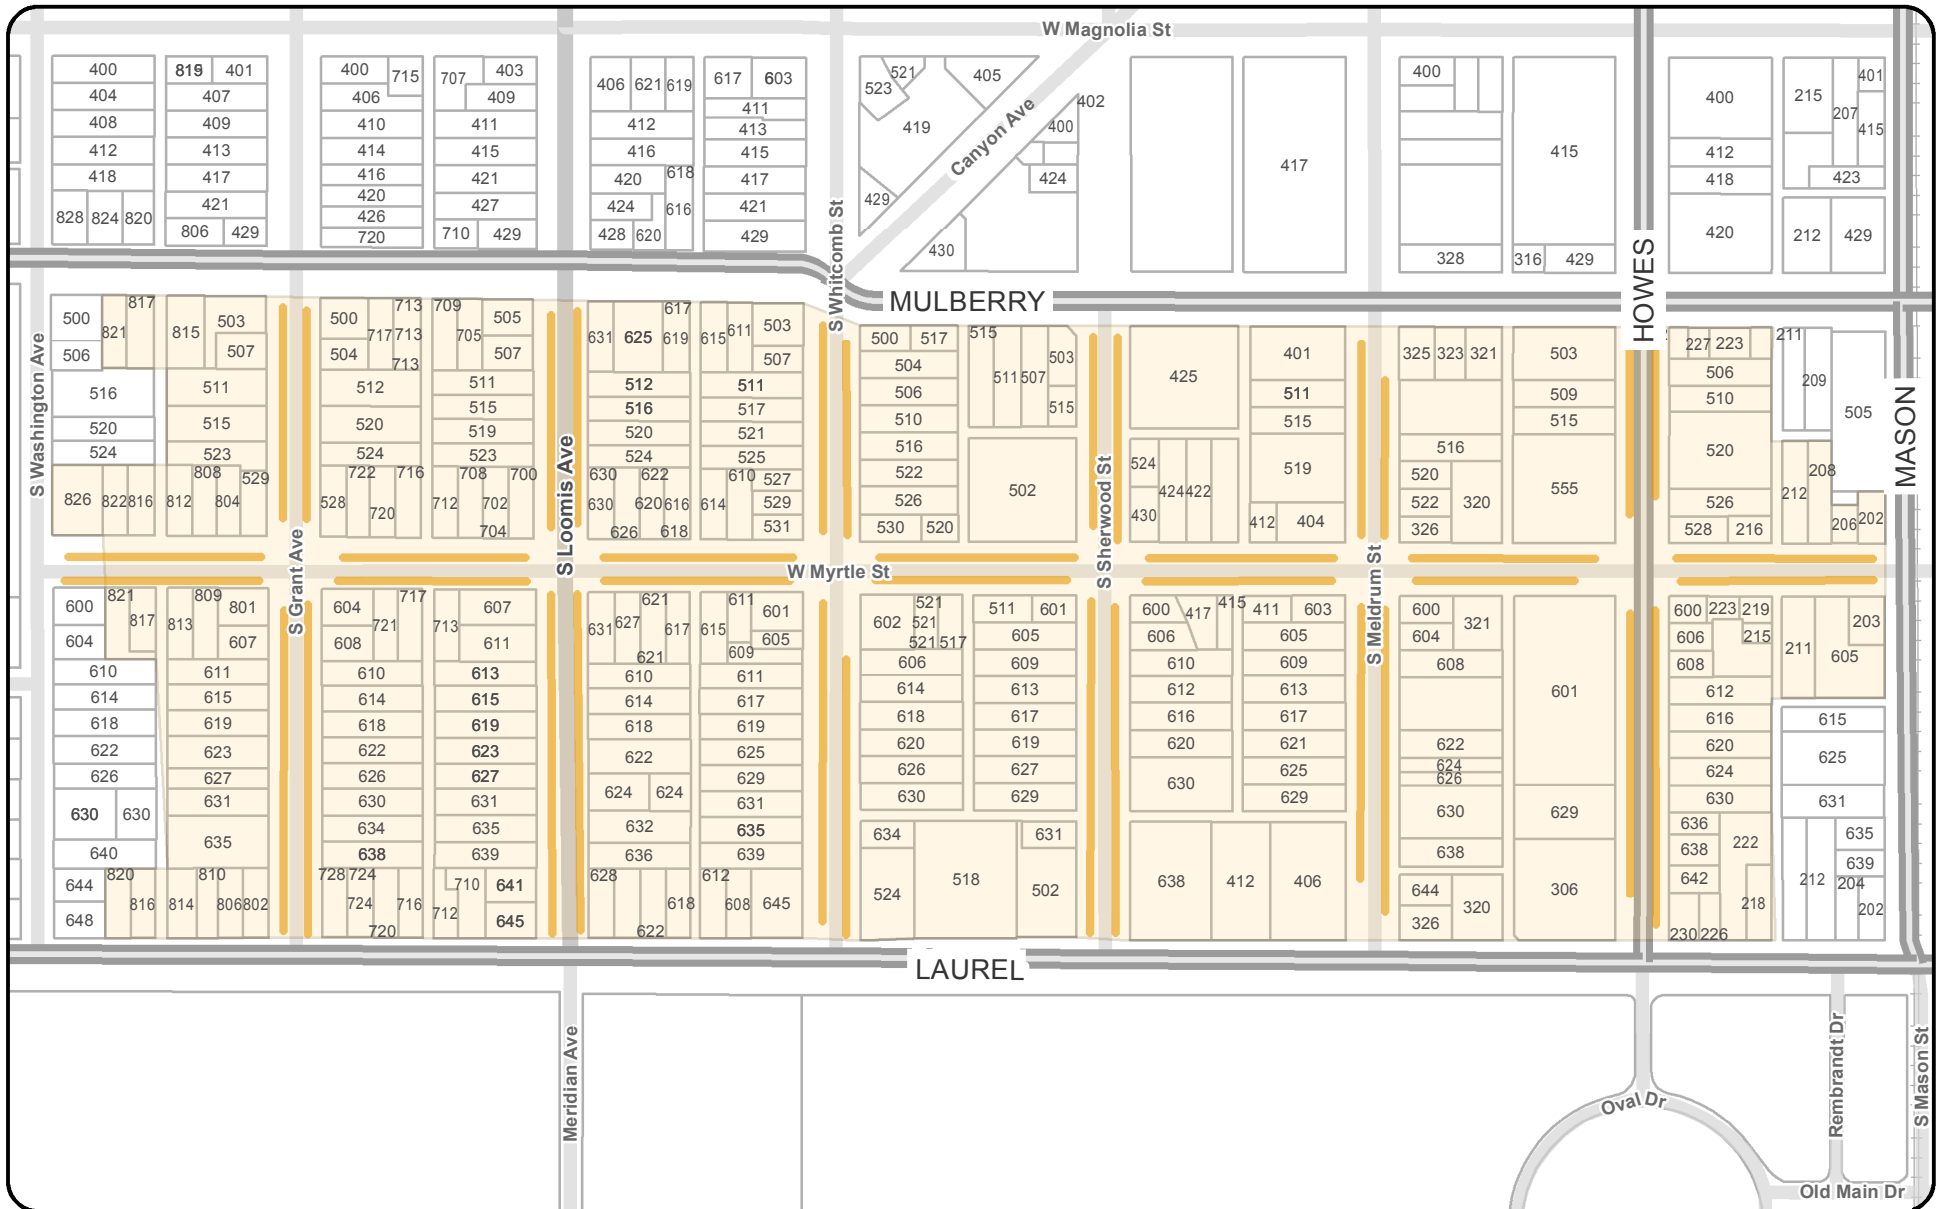 W Magnolia St
400 819 401 400 715 707 403 406 621 619 617 603 521 405 400 400 215 401
404 407 406 409 523 411 402 207
408 409 410 411 412 413 419 Canyon Ave 400 415 415
412 413 414 415 416 415 417 412
418 417 416 421 420 618 417 424 418 423
828 824 820 421 420 427 424 616 421 429 420 212 429
806 429 426 720 710 429 428 620 429 430 328 316 429
S Whitcomb St
MULBERRY
HOWES
MASON
S Washington Ave
500 821 817 815 503 500 717 713 709 505 631 625 617 615 611 503 500 517 515 503 425 401 325 323 321 503 227 223 211
506 507 504 713 705 507 619 507 504 511 507 506 209
713
516 511 512 511 512 511 506 515 511 509 510 505
520 515 520 515 516 517 510 515 515
524 523 524 519 520 521 516 516 520
523 524 525 522 502 524 519 520 555
826 822 816 812 808 804 529 528 722 720 716 712 708 702 700 704 630 630 622 620 616 626 618 614 610 527 529 531 526 530 520 430 424 422 412 404 522 326 320 526 528 216 212 208 206 202
S Grant Ave
S Loomis Ave
W Myrtle St
S Sherwood St
S Meldrum St
600 821 817 809 813 801 604 717 721 607 713 621 627 631 617 611 615 601 602 521 521 521 517 511 601 600 417 415 411 603 600 321 600 223 219 203
604 607 608 611 621 605 609 605 606 605 604 606 215 211 605
610 611 610 613 610 611 606 609 610 609 608 601 608
614 615 614 615 614 617 614 613 612 613 612
618 619 618 619 618 619 618 617 616 617 616 615
622 623 622 623 622 625 620 619 620 621 622 620 625
626 627 626 627 629 626 627 625 624 626 624
630 630 631 630 631 624 624 631 630 629 630 629 630 629 630 631
634 635 632 635 634 631 636 635
640 635 638 639 636 639 638 638 222 639
644 820 816 814 810 806 802 728 724 724 720 716 710 712 641 628 622 618 612 608 645 524 518 502 638 412 406 644 320 306 642 218 212 204 202
648 645 326 230 226
LAUREL
Meridian Ave
Oval Dr
Rembrandt Dr
S Mason St
Old Main Dr